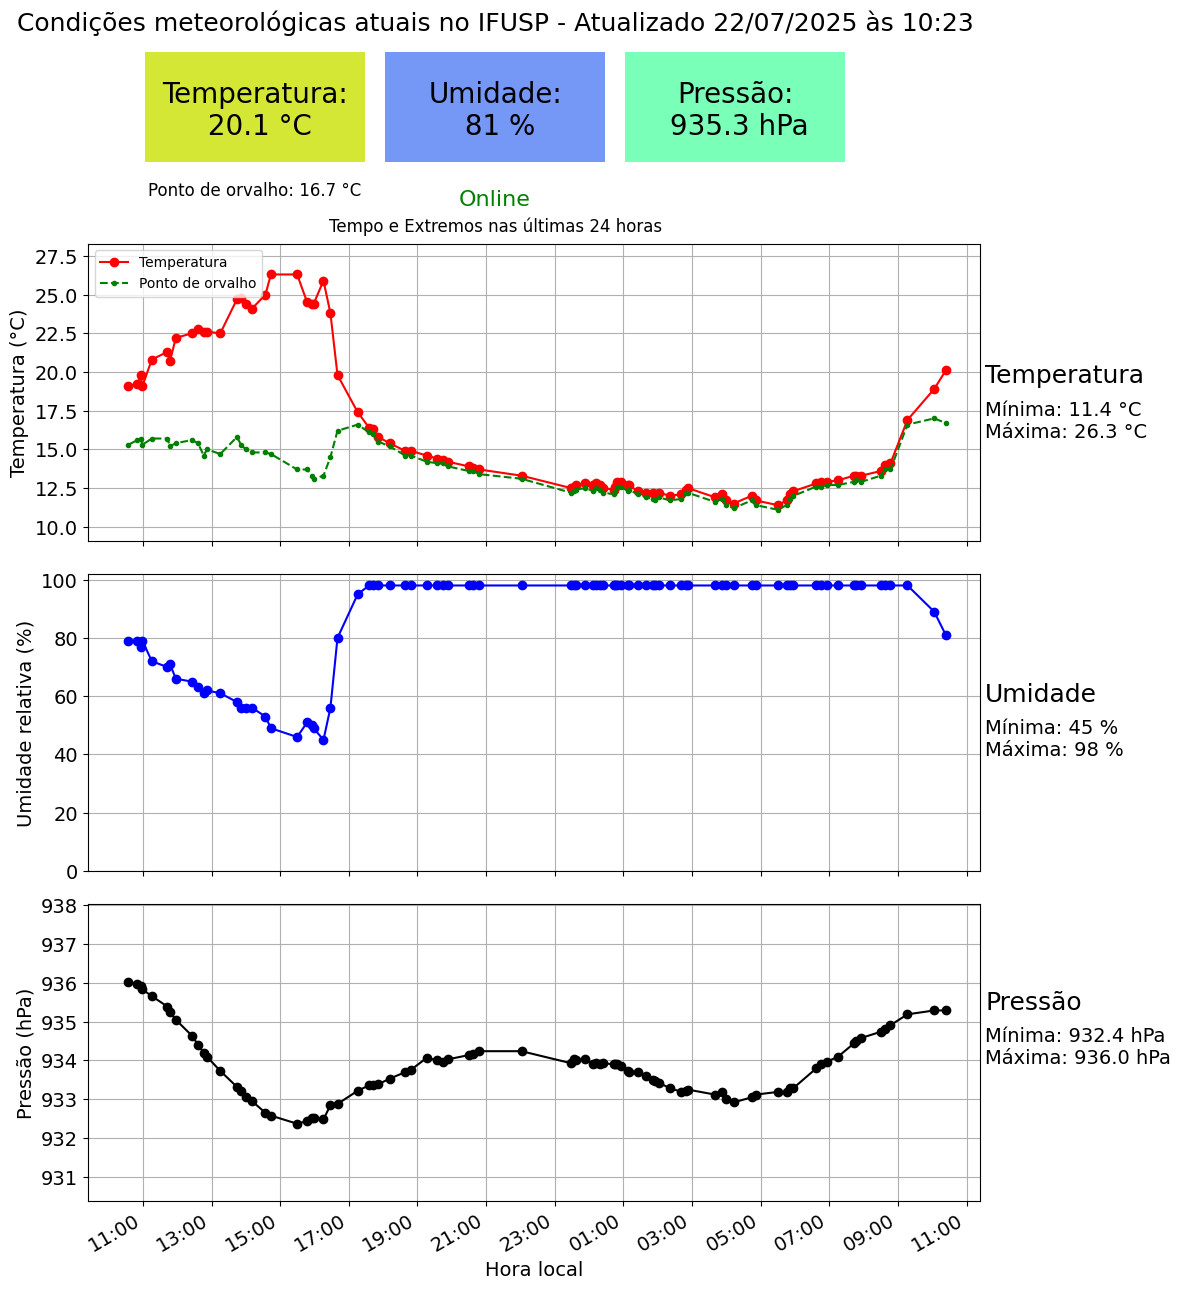 Condições meteorológicas atuais no IFUSP - Atualizado 22/07/2025 às 10:23
Temperatura:
20.1 °C
Umidade:
81 %
Pressão:
935.3 hPa
Ponto de orvalho: 16.7 °C
Online
Tempo e Extremos nas últimas 24 horas
Temperatura (°C)
27.5
25.0
22.5
20.0
17.5
15.0
12.5
10.0
Temperatura
Ponto de orvalho
Temperatura
Mínima: 11.4 °C
Máxima: 26.3 °C
Umidade relativa (%)
100
80
60
40
20
0
Umidade
Mínima: 45 %
Máxima: 98 %
Pressão (hPa)
938
937
936
935
934
933
932
931
Pressão
Mínima: 932.4 hPa
Máxima: 936.0 hPa
11:00
13:00
15:00
17:00
19:00
21:00
23:00
01:00
03:00
05:00
07:00
09:00
11:00
Hora local